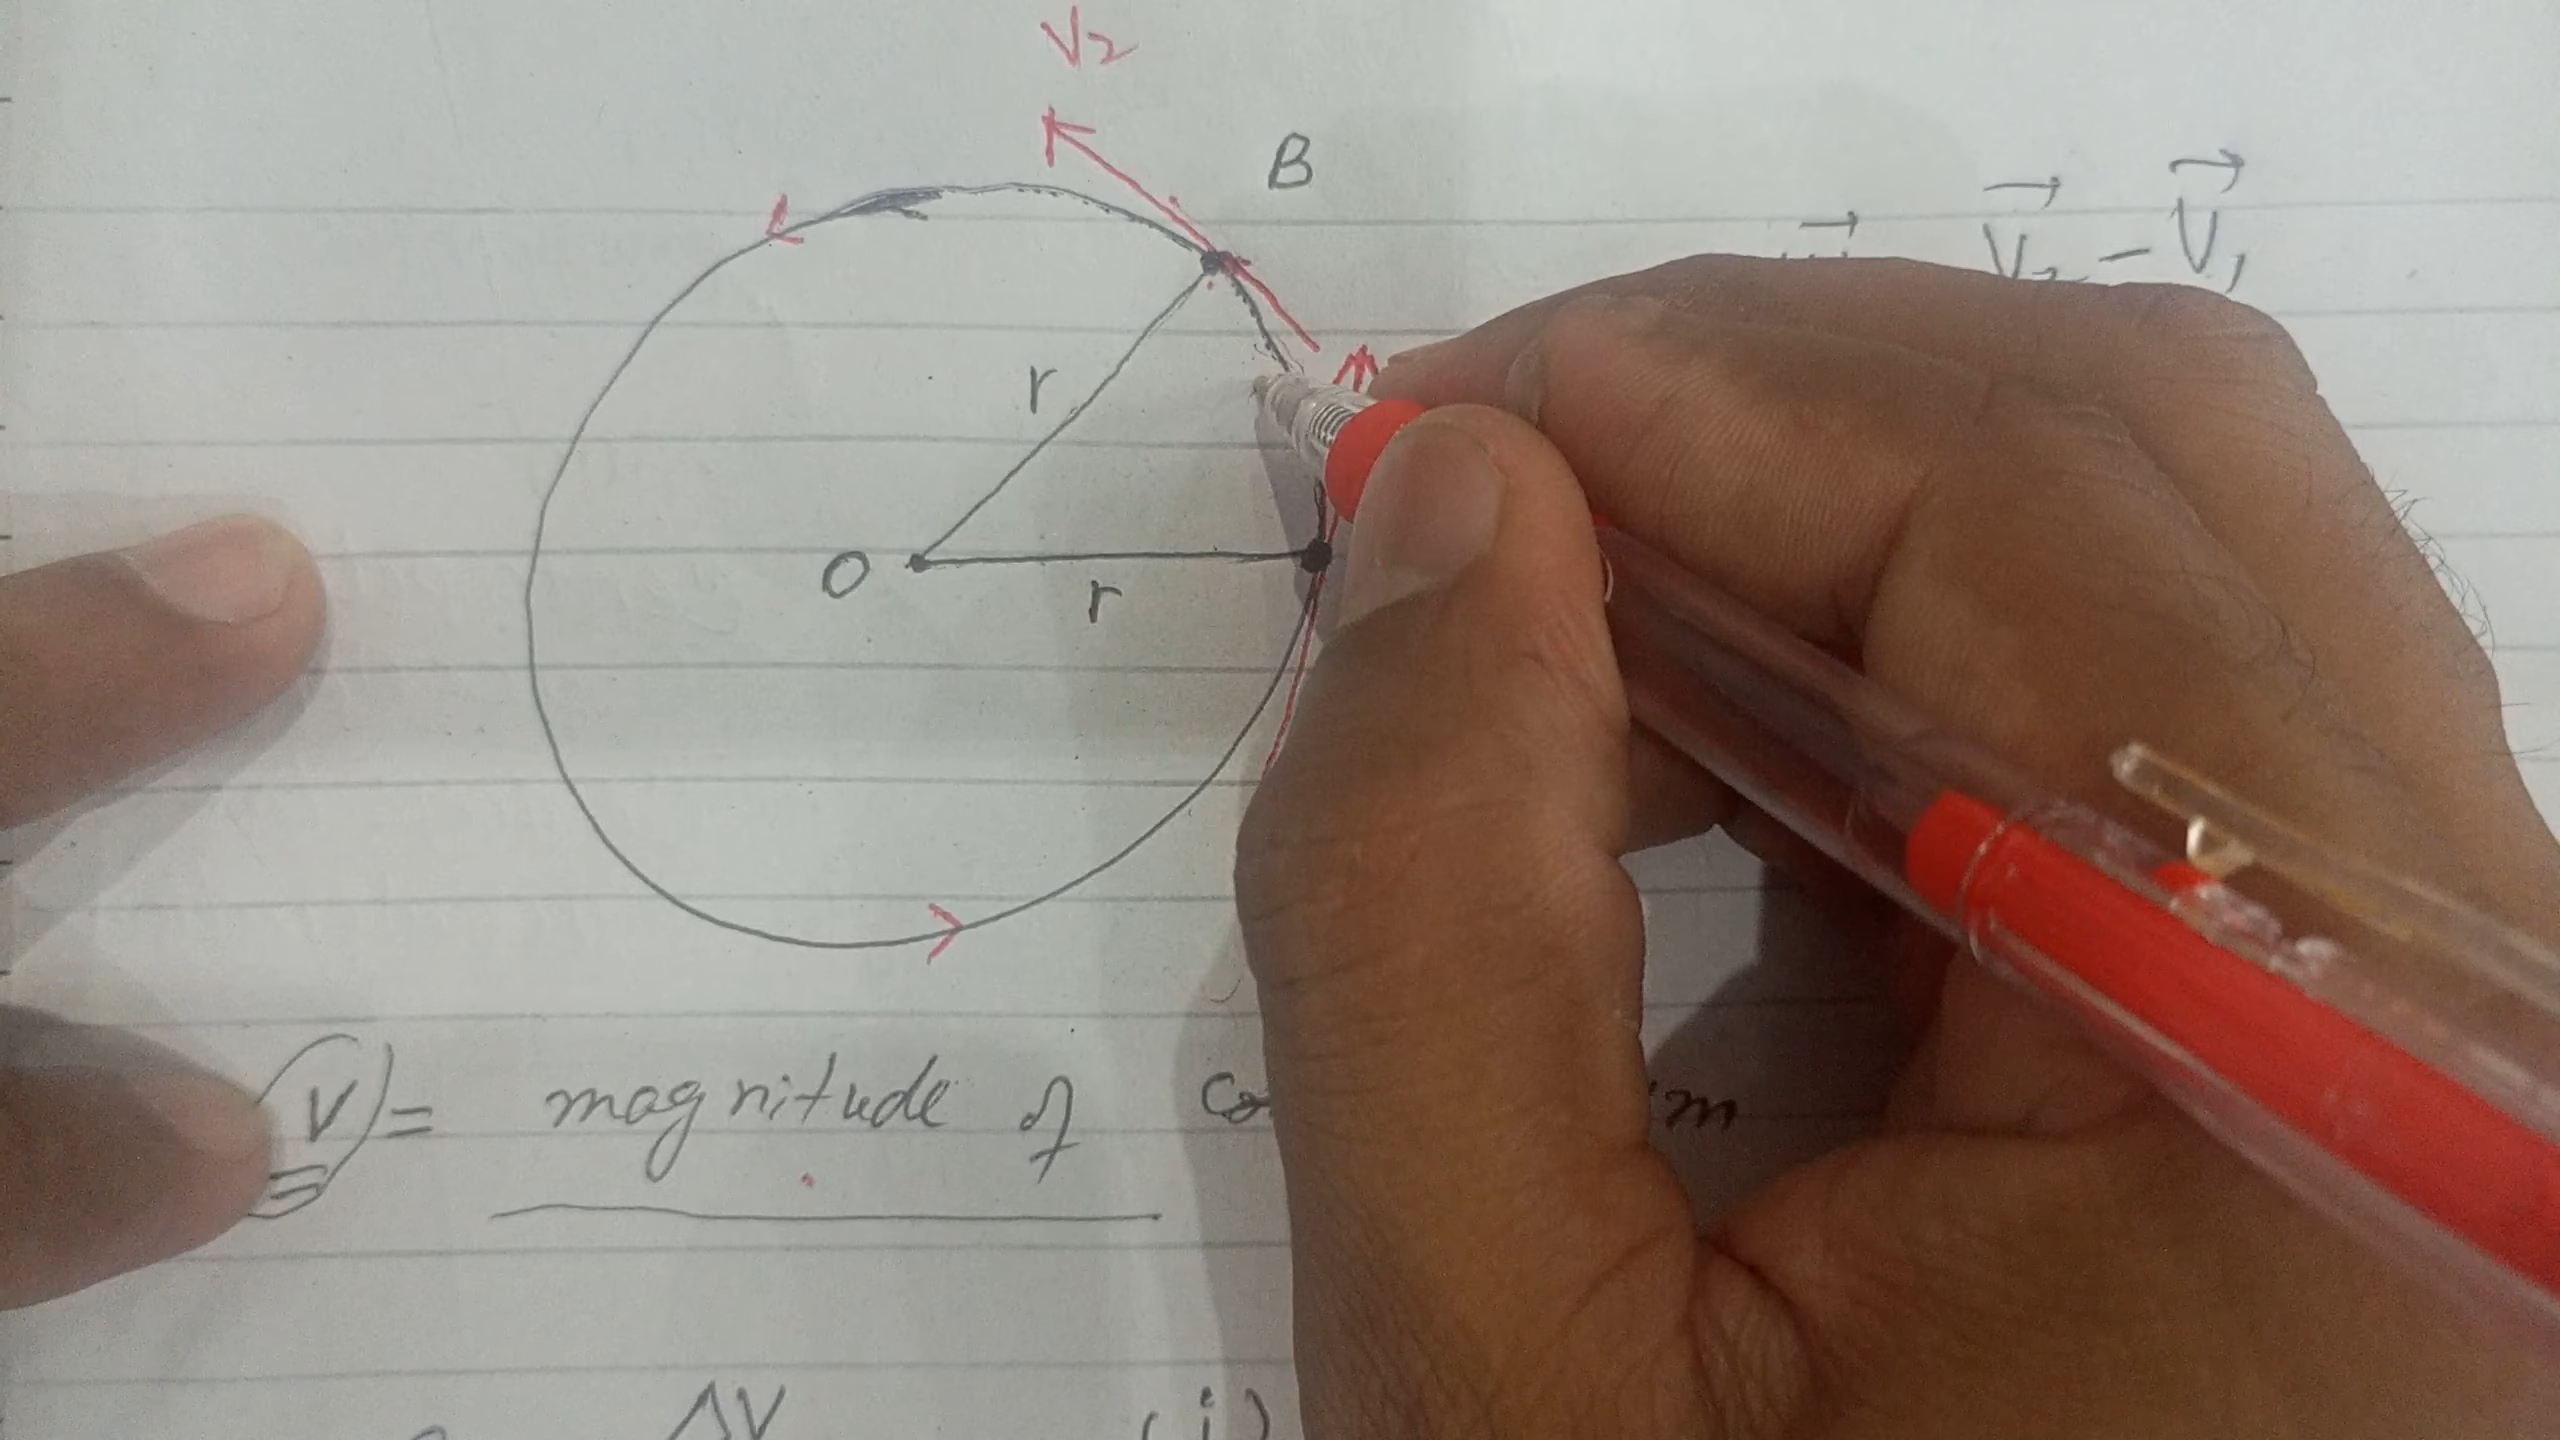 V2
B
V2 - V1
r
O
r
V = magnitude of
ΔV (i)